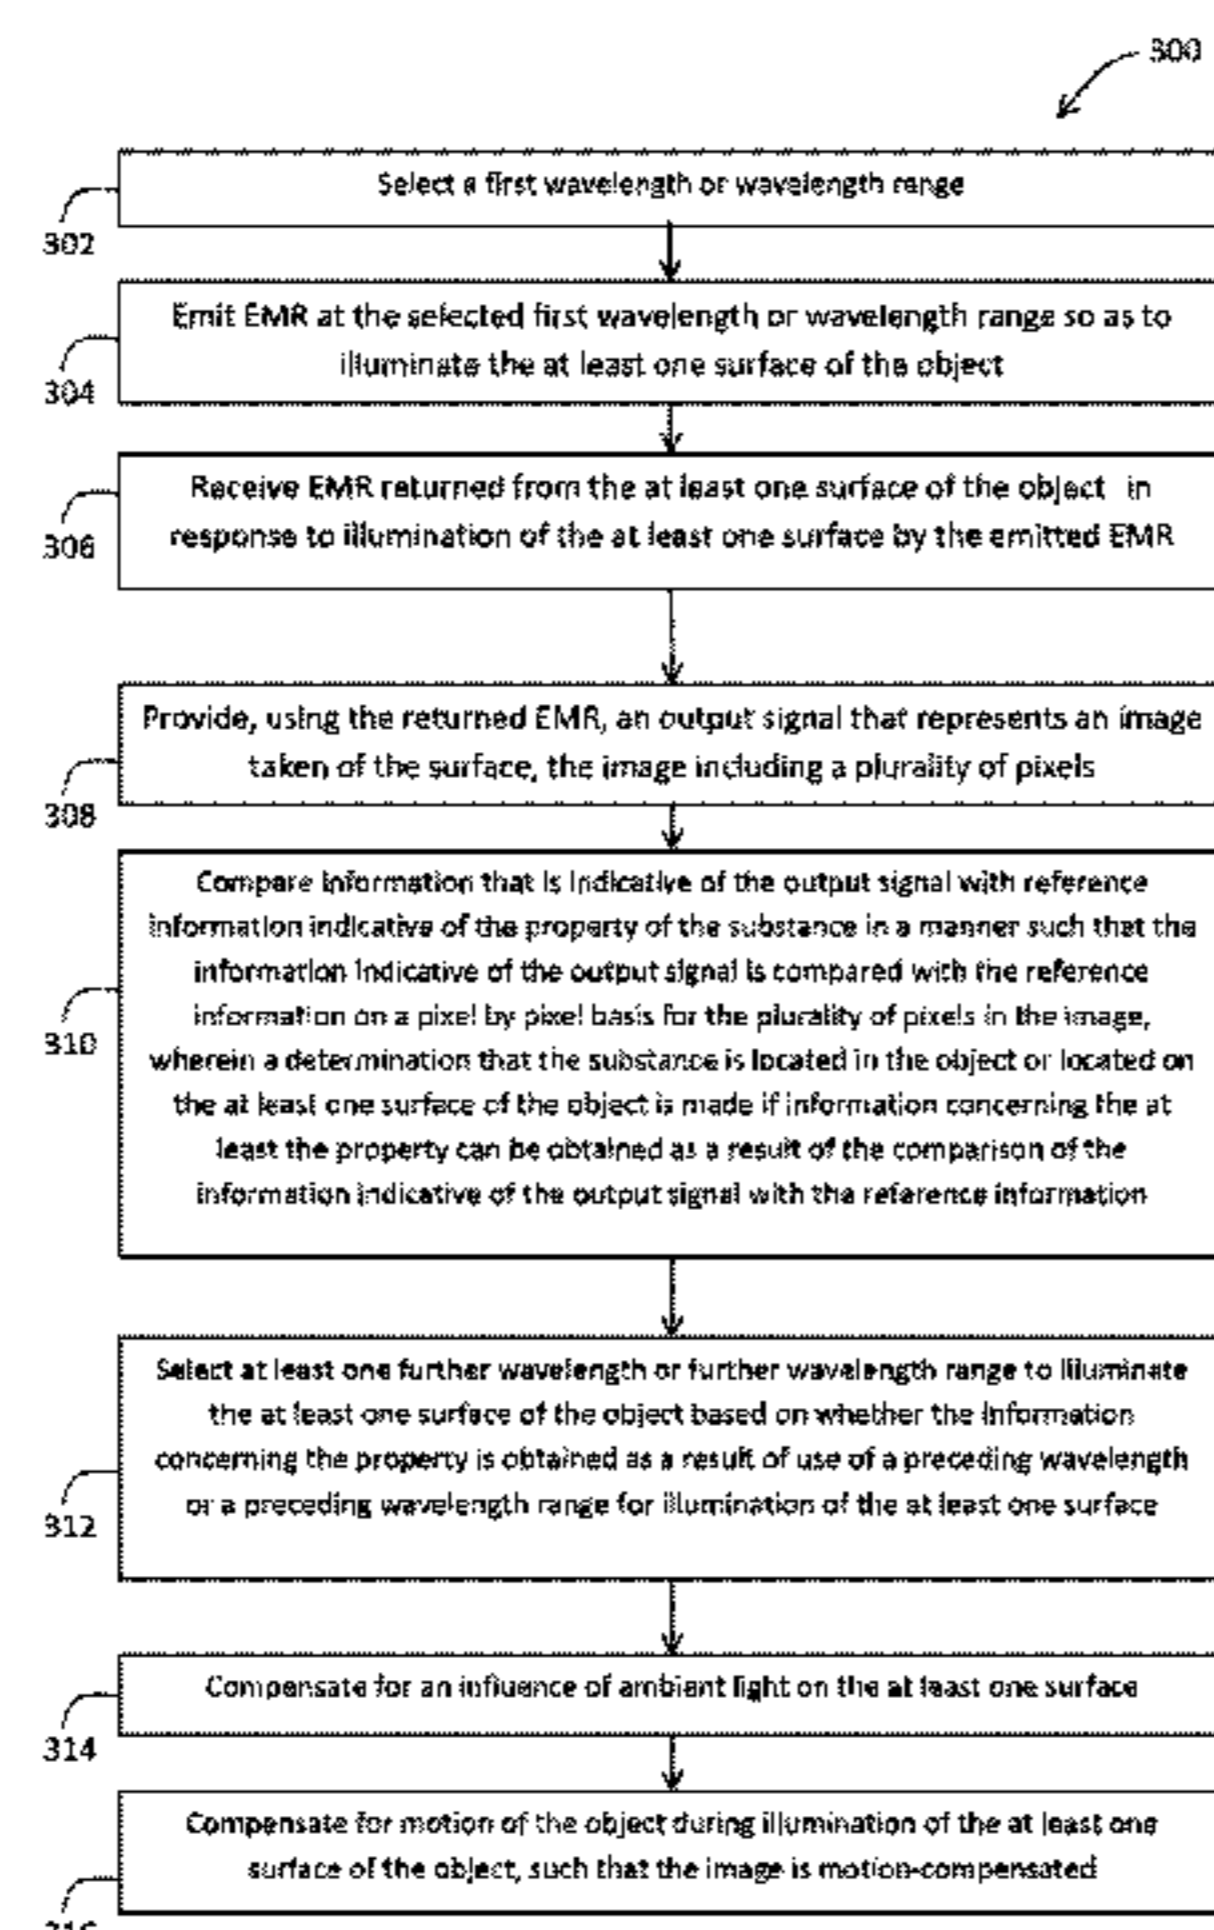 300
Select a first wavelength or wavelength range
302
Emit EMR at the selected first wavelength or wavelength range so as to
illuminate the at least one surface of the object
304
Receive EMR returned from the at least one surface of the object in
response to illumination of the at least one surface by the emitted EMR
306
Provide, using the returned EMR, an output signal that represents an image
taken of the surface, the image including a plurality of pixels
308
Compare information that is indicative of the output signal with reference
information indicative of the property of the substance in a manner such that the
information indicative of the output signal is compared with the reference
information on a pixel by pixel basis for the plurality of pixels in the image,
wherein a determination that the substance is located in the object or located on
the at least one surface of the object is made if information concerning the at
least the property can be obtained as a result of the comparison of the
information indicative of the output signal with the reference information
310
Select at least one further wavelength or further wavelength range to illuminate
the at least one surface of the object based on whether the information
concerning the property is obtained as a result of use of a preceding wavelength
or a preceding wavelength range for illumination of the at least one surface
312
Compensate for an influence of ambient light on the at least one surface
314
Compensate for motion of the object during illumination of the at least one
surface of the object, such that the image is motion-compensated